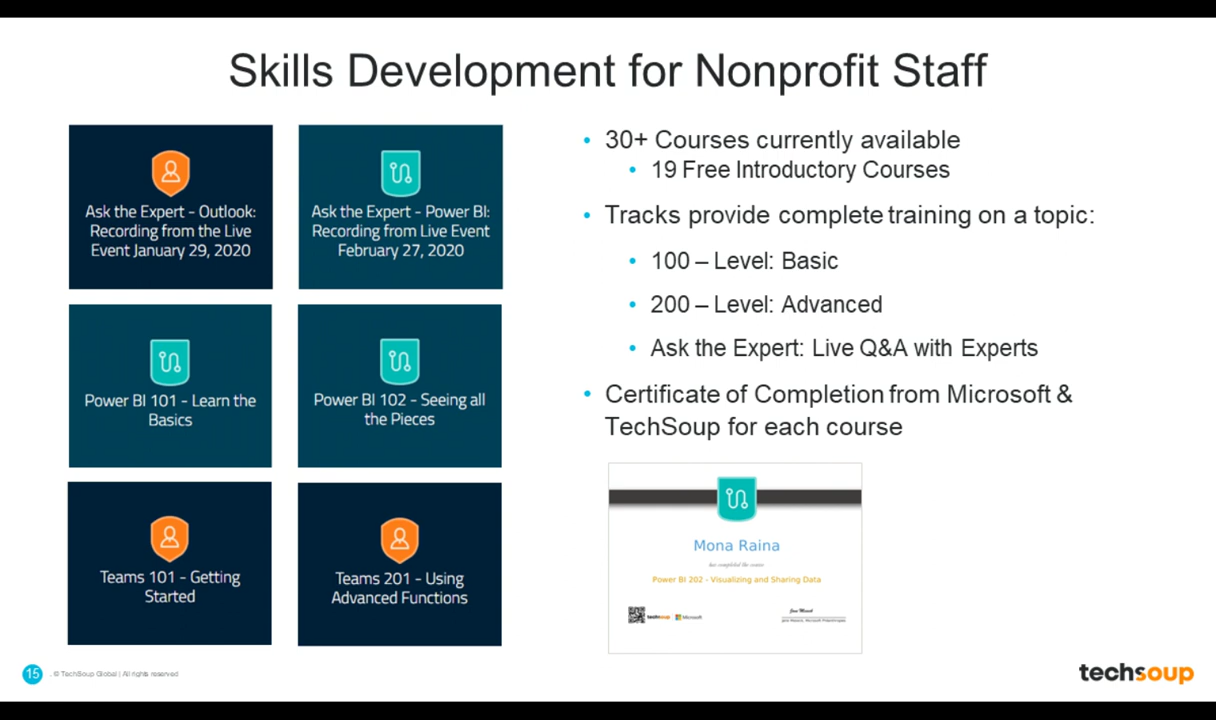 Skills Development for Nonprofit Staff
Ask the Expert - Outlook:
Recording from the Live
Event January 29, 2020
Ask the Expert - Power BI:
Recording from Live Event
February 27, 2020
Power BI 101 - Learn the
Basics
Power BI 102 - Seeing all
the Pieces
Teams 101 - Getting
Started
Teams 201 - Using
Advanced Functions
• 30+ Courses currently available
• 19 Free Introductory Courses
• Tracks provide complete training on a topic:
• 100 – Level: Basic
• 200 – Level: Advanced
• Ask the Expert: Live Q&A with Experts
• Certificate of Completion from Microsoft &
TechSoup for each course
Mona Raina
has completed the course
Power BI 202 - Visualizing and Sharing Data
techsoup Microsoft
15 . © TechSoup Global | All rights reserved
techsoup